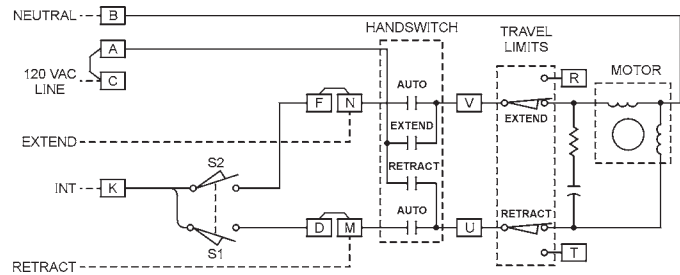 NEUTRAL B
HANDSWITCH
TRAVEL
LIMITS
A
120 VAC
LINE
C
R
MOTOR
AUTO
F N
V
EXTEND
EXTEND
EXTEND
S2
RETRACT
INT K
AUTO
RETRACT
D M
U
S1
T
RETRACT